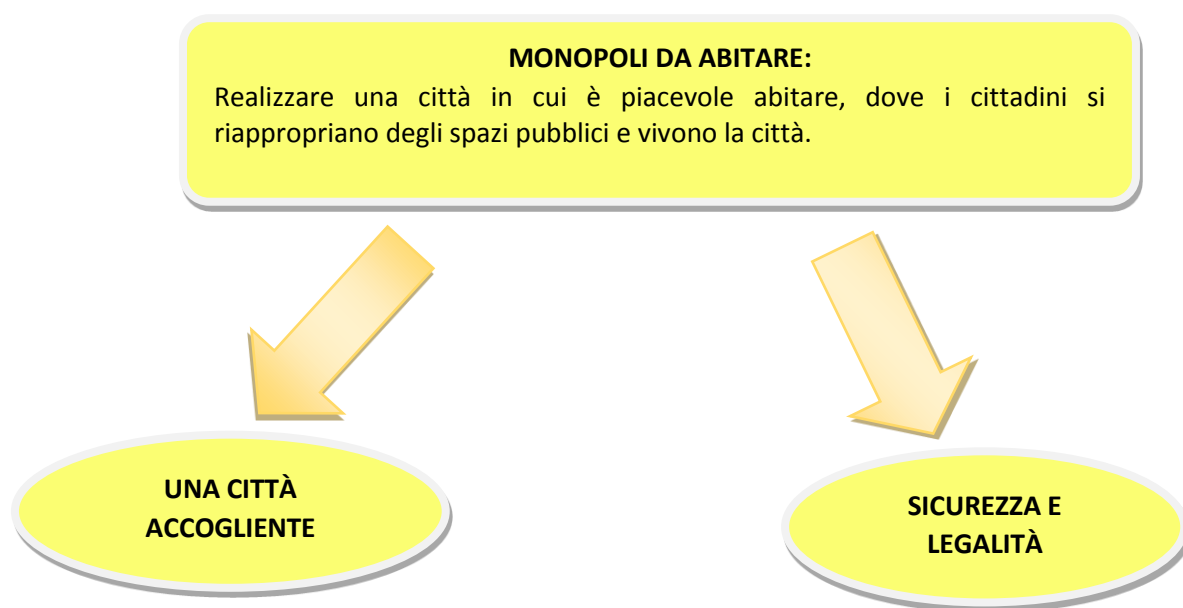 MONOPOLI DA ABITARE:
Realizzare una città in cui è piacevole abitare, dove i cittadini si
riappropriano degli spazi pubblici e vivono la città.
UNA CITTÀ
ACCOGLIENTE
SICUREZZA E
LEGALITÀ